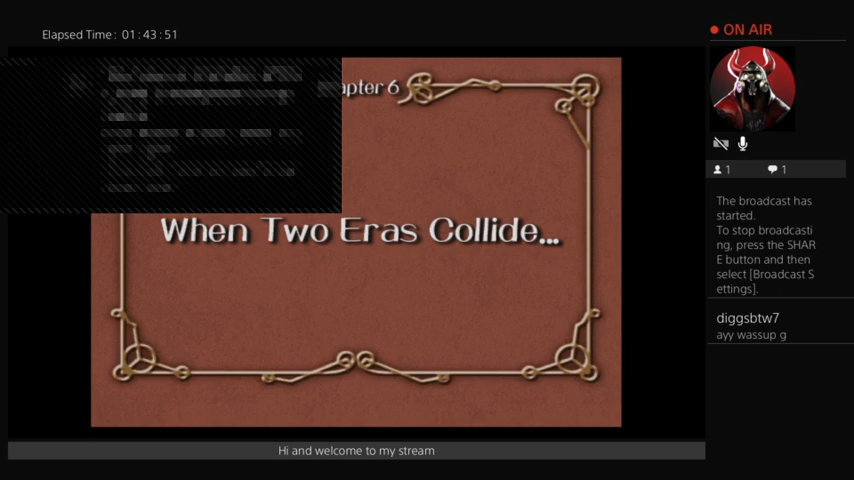 Elapsed Time: 01:43:51
ON AIR
apter 6
When Two Eras Collide...
1
1
The broadcast has
started.
To stop broadcasti
ng, press the SHAR
E button and then
select [Broadcast S
ettings].
diggsbtw7
ayy wassup g
Hi and welcome to my stream